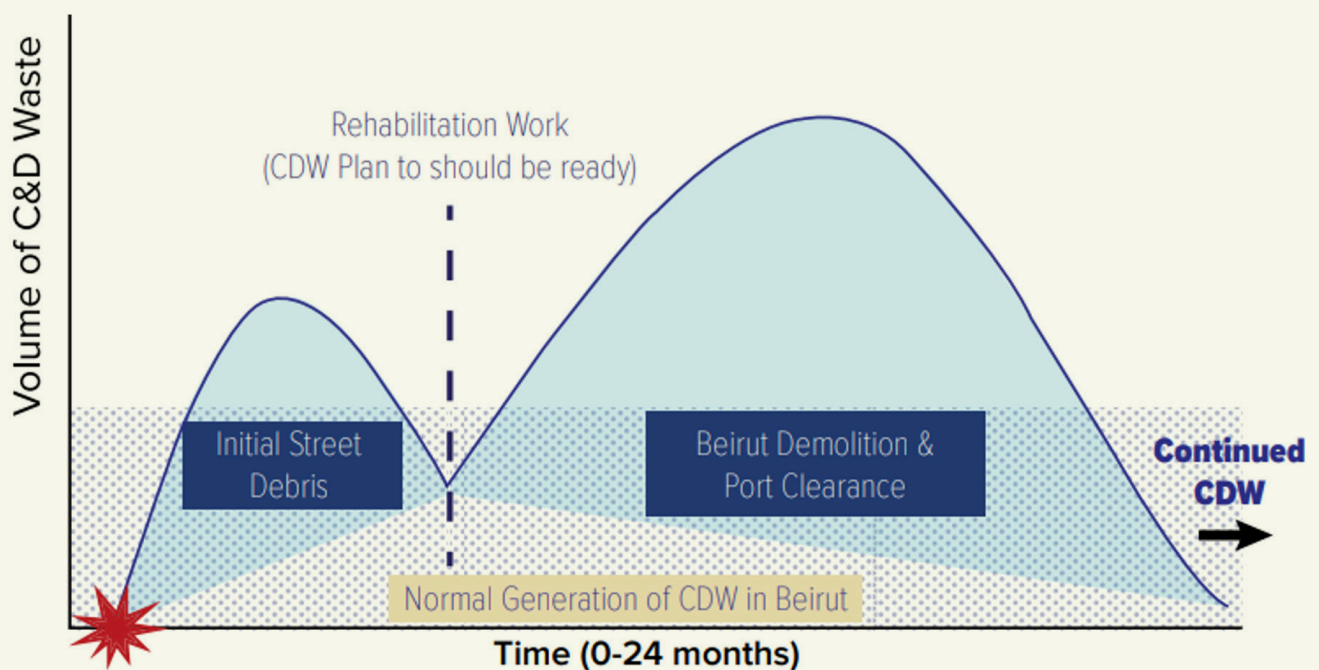 Volume of C&D Waste
Rehabilitation Work
(CDW Plan to should be ready)
Initial Street
Debris
Beirut Demolition &
Port Clearance
Continued
CDW
Normal Generation of CDW in Beirut
Time (0-24 months)